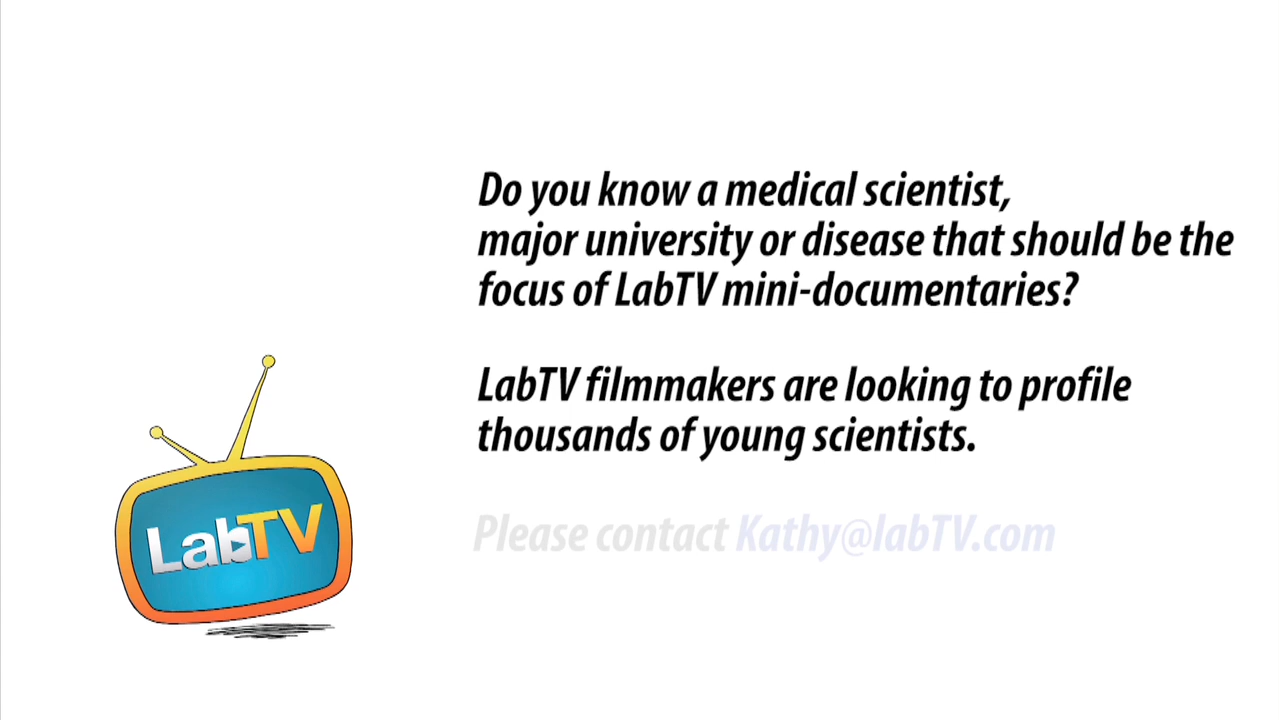 Do you know a medical scientist,
major university or disease that should be the
focus of LabTV mini-documentaries?
LabTV filmmakers are looking to profile
thousands of young scientists.
LabTV
Please contact Kathy@labTV.com